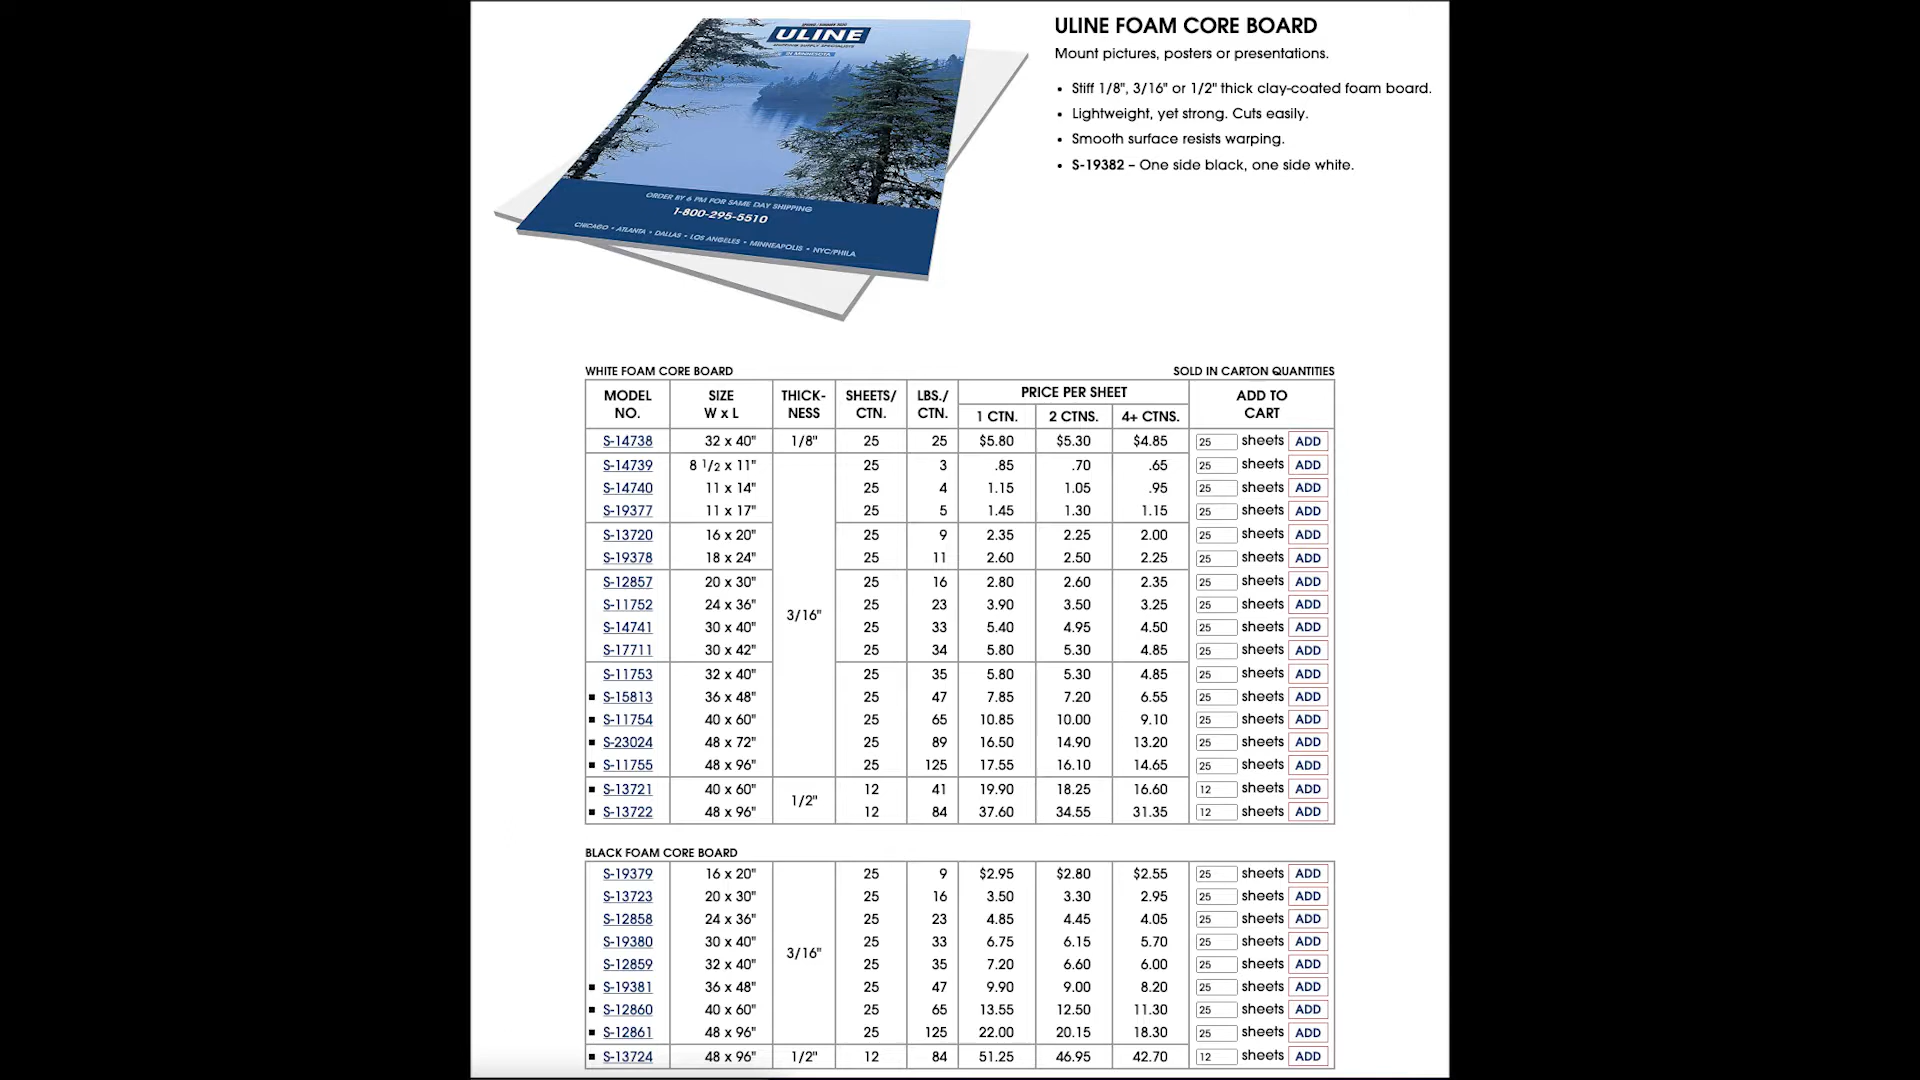 SPRING / SUMMER 2020
ULINE
SHIPPING SUPPLY SPECIALISTS
IN MINNESOTA
ORDER BY 6 PM FOR SAME DAY SHIPPING
1-800-295-5510
CHICAGO • ATLANTA • DALLAS • LOS ANGELES • MINNEAPOLIS • NYC/PHILA
ULINE FOAM CORE BOARD
Mount pictures, posters or presentations.
• Stiff 1/8", 3/16" or 1/2" thick clay-coated foam board.
• Lightweight, yet strong. Cuts easily.
• Smooth surface resists warping.
• S-19382 – One side black, one side white.
WHITE FOAM CORE BOARD SOLD IN CARTON QUANTITIES
MODEL NO. SIZE W x L THICK-NESS SHEETS/CTN. LBS./CTN. PRICE PER SHEET ADD TO CART
1 CTN. 2 CTNS. 4+ CTNS.
S-14738 32 x 40" 1/8" 25 25 $5.80 $5.30 $4.85 25 sheets ADD
S-14739 8 1/2 x 11" 25 3 .85 .70 .65 25 sheets ADD
S-14740 11 x 14" 25 4 1.15 1.05 .95 25 sheets ADD
S-19377 11 x 17" 25 5 1.45 1.30 1.15 25 sheets ADD
S-13720 16 x 20" 25 9 2.35 2.25 2.00 25 sheets ADD
S-19378 18 x 24" 25 11 2.60 2.50 2.25 25 sheets ADD
S-12857 20 x 30" 25 16 2.80 2.60 2.35 25 sheets ADD
S-11752 24 x 36" 25 23 3.90 3.50 3.25 25 sheets ADD
3/16"
S-14741 30 x 40" 25 33 5.40 4.95 4.50 25 sheets ADD
S-17711 30 x 42" 25 34 5.80 5.30 4.85 25 sheets ADD
S-11753 32 x 40" 25 35 5.80 5.30 4.85 25 sheets ADD
■ S-15813 36 x 48" 25 47 7.85 7.20 6.55 25 sheets ADD
■ S-11754 40 x 60" 25 65 10.85 10.00 9.10 25 sheets ADD
■ S-23024 48 x 72" 25 89 16.50 14.90 13.20 25 sheets ADD
■ S-11755 48 x 96" 25 125 17.55 16.10 14.65 25 sheets ADD
■ S-13721 40 x 60" 12 41 19.90 18.25 16.60 12 sheets ADD
1/2"
■ S-13722 48 x 96" 12 84 37.60 34.55 31.35 12 sheets ADD
BLACK FOAM CORE BOARD
S-19379 16 x 20" 25 9 $2.95 $2.80 $2.55 25 sheets ADD
S-13723 20 x 30" 25 16 3.50 3.30 2.95 25 sheets ADD
S-12858 24 x 36" 25 23 4.85 4.45 4.05 25 sheets ADD
S-19380 30 x 40" 25 33 6.75 6.15 5.70 25 sheets ADD
3/16"
S-12859 32 x 40" 25 35 7.20 6.60 6.00 25 sheets ADD
■ S-19381 36 x 48" 25 47 9.90 9.00 8.20 25 sheets ADD
■ S-12860 40 x 60" 25 65 13.55 12.50 11.30 25 sheets ADD
■ S-12861 48 x 96" 25 125 22.00 20.15 18.30 25 sheets ADD
■ S-13724 48 x 96" 1/2" 12 84 51.25 46.95 42.70 12 sheets ADD